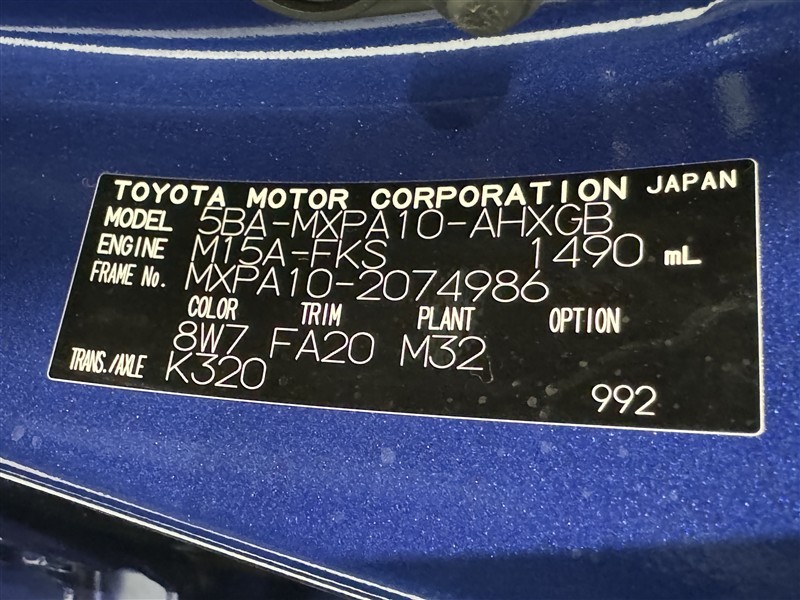 TOYOTA MOTOR CORPORATION JAPAN
MODEL 5BA-MXPA10-AHXGB
ENGINE M15A-FKS 1490 mL
FRAME No. MXPA10-2074986
COLOR TRIM PLANT OPTION
8W7 FA20 M32
TRANS./AXLE K320
992